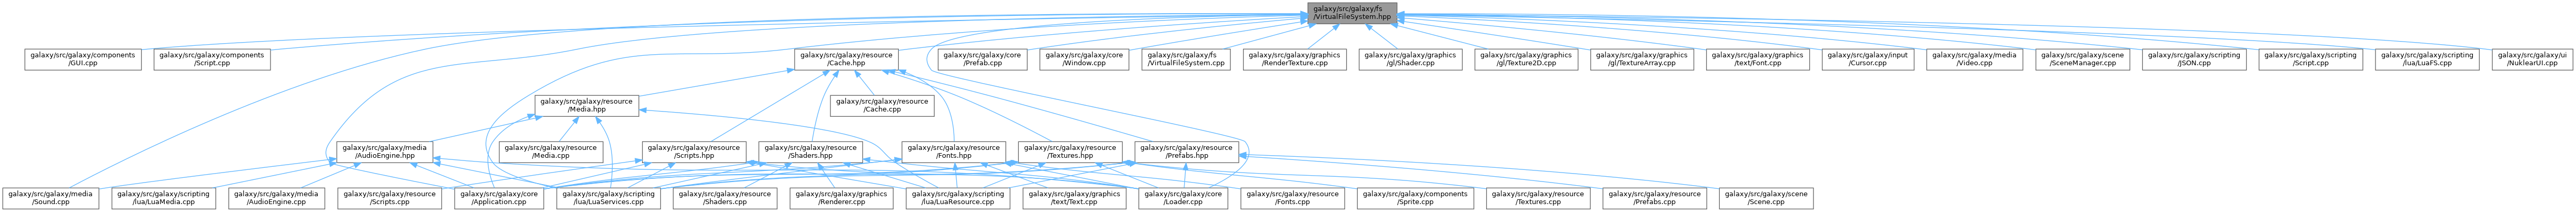 galaxy/src/galaxy/fs
/VirtualFileSystem.hpp
galaxy/src/galaxy/components
/GUI.cpp
galaxy/src/galaxy/components
/Script.cpp
galaxy/src/galaxy/resource
/Cache.hpp
galaxy/src/galaxy/core
/Prefab.cpp
galaxy/src/galaxy/core
/Window.cpp
galaxy/src/galaxy/fs
/VirtualFileSystem.cpp
galaxy/src/galaxy/graphics
/RenderTexture.cpp
galaxy/src/galaxy/graphics
/gl/Shader.cpp
galaxy/src/galaxy/graphics
/gl/Texture2D.cpp
galaxy/src/galaxy/graphics
/gl/TextureArray.cpp
galaxy/src/galaxy/graphics
/text/Font.cpp
galaxy/src/galaxy/input
/Cursor.cpp
galaxy/src/galaxy/media
/Video.cpp
galaxy/src/galaxy/scene
/SceneManager.cpp
galaxy/src/galaxy/scripting
/JSON.cpp
galaxy/src/galaxy/scripting
/Script.cpp
galaxy/src/galaxy/scripting
/lua/LuaFS.cpp
galaxy/src/galaxy/ui
/NuklearUI.cpp
galaxy/src/galaxy/resource
/Media.hpp
galaxy/src/galaxy/resource
/Cache.cpp
galaxy/src/galaxy/media
/AudioEngine.hpp
galaxy/src/galaxy/resource
/Media.cpp
galaxy/src/galaxy/resource
/Scripts.hpp
galaxy/src/galaxy/resource
/Shaders.hpp
galaxy/src/galaxy/resource
/Fonts.hpp
galaxy/src/galaxy/resource
/Textures.hpp
galaxy/src/galaxy/resource
/Prefabs.hpp
galaxy/src/galaxy/media
/Sound.cpp
galaxy/src/galaxy/scripting
/lua/LuaMedia.cpp
galaxy/src/galaxy/media
/AudioEngine.cpp
galaxy/src/galaxy/resource
/Scripts.cpp
galaxy/src/galaxy/core
/Application.cpp
galaxy/src/galaxy/scripting
/lua/LuaServices.cpp
galaxy/src/galaxy/resource
/Shaders.cpp
galaxy/src/galaxy/graphics
/Renderer.cpp
galaxy/src/galaxy/scripting
/lua/LuaResource.cpp
galaxy/src/galaxy/graphics
/text/Text.cpp
galaxy/src/galaxy/core
/Loader.cpp
galaxy/src/galaxy/resource
/Fonts.cpp
galaxy/src/galaxy/components
/Sprite.cpp
galaxy/src/galaxy/resource
/Textures.cpp
galaxy/src/galaxy/resource
/Prefabs.cpp
galaxy/src/galaxy/scene
/Scene.cpp